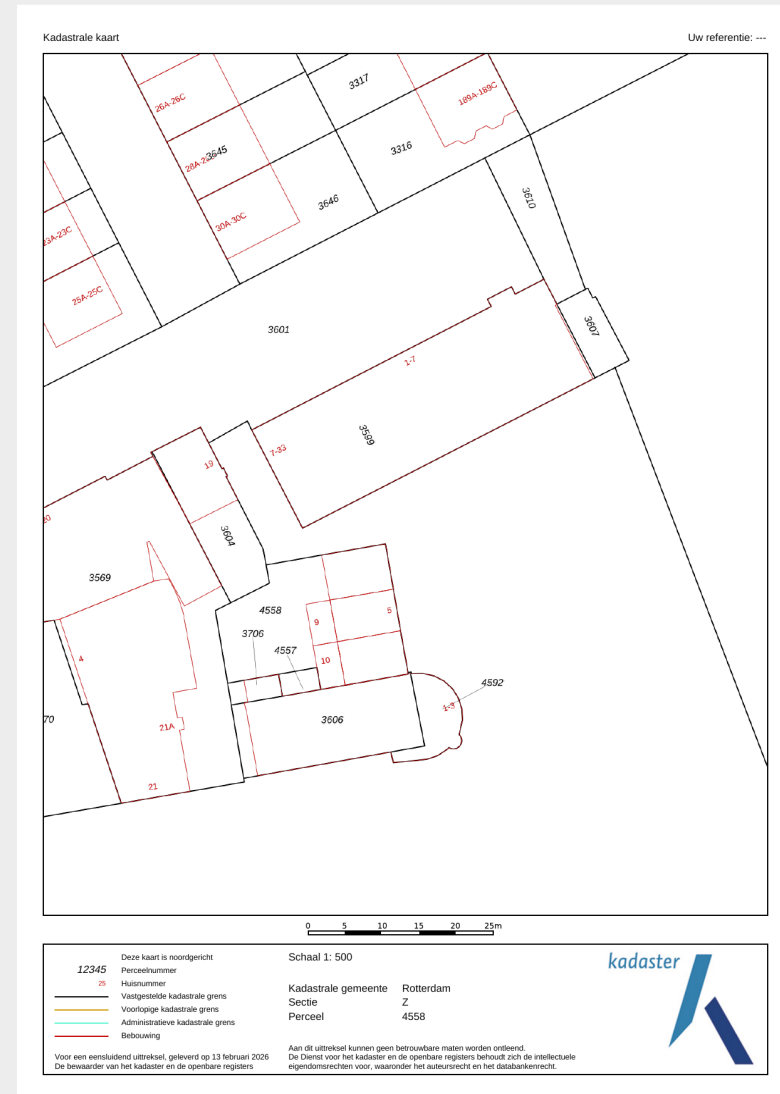 Kadastrale kaart
Uw referentie: ---
3317
26A-26C
189A-189C
3645
3316
3646
3610
30A-30C
23A-23C
25A-25C
3601
3607
1-7
3599
7-33
19
20
3604
3569
4558
5
9
3706
4557
10
4
4592
1-3
70
3606
21A
21
0 5 10 15 20 25m
Deze kaart is noordgericht
12345 Perceelnummer
25 Huisnummer
Vastgestelde kadastrale grens
Voorlopige kadastrale grens
Administratieve kadastrale grens
Bebouwing
Voor een eensluidend uittreksel, geleverd op 13 februari 2026
De bewaarder van het kadaster en de openbare registers
Schaal 1: 500
Kadastrale gemeente Rotterdam
Sectie Z
Perceel 4558
Aan dit uittreksel kunnen geen betrouwbare maten worden ontleend.
De Dienst voor het kadaster en de openbare registers behoudt zich de intellectuele
eigendomsrechten voor, waaronder het auteursrecht en het databankenrecht.
kadaster